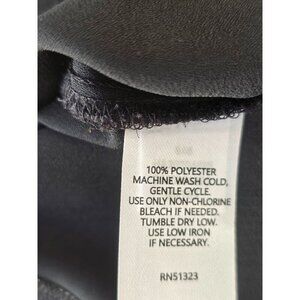 100% POLYESTER
MACHINE WASH COLD,
GENTLE CYCLE.
USE ONLY NON-CHLORINE
BLEACH IF NEEDED.
TUMBLE DRY LOW.
USE LOW IRON
IF NECESSARY.
RN51323